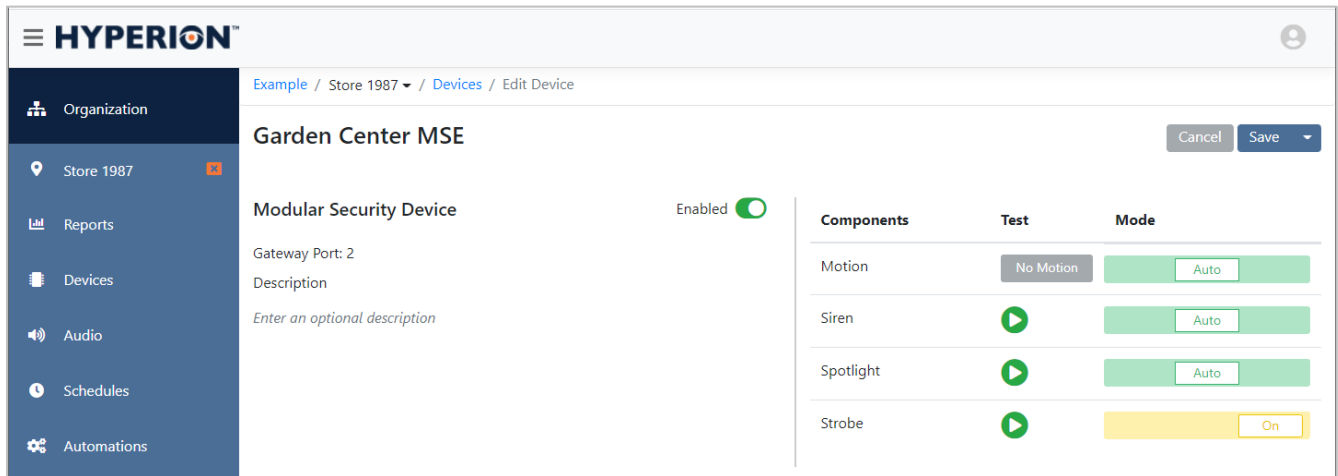 HYPERION™
Example / Store 1987 / Devices / Edit Device
Organization
Store 1987
Reports
Devices
Audio
Schedules
Automations
Garden Center MSE
Cancel Save
Modular Security Device Enabled
Gateway Port: 2
Description
Enter an optional description
Components Test Mode
Motion No Motion Auto
Siren Auto
Spotlight Auto
Strobe On